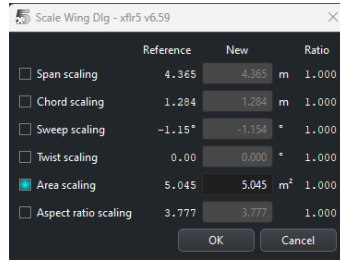 Scale Wing Dlg - xflr5 v6.59
Reference New Ratio
Span scaling 4.365 4.365 m 1.000
Chord scaling 1.284 1.284 m 1.000
Sweep scaling -1.15° -1.154 ° 1.000
Twist scaling 0.00 0.000 ° 1.000
Area scaling 5.045 5.045 m² 1.000
Aspect ratio scaling 3.777 3.777 1.000
OK Cancel